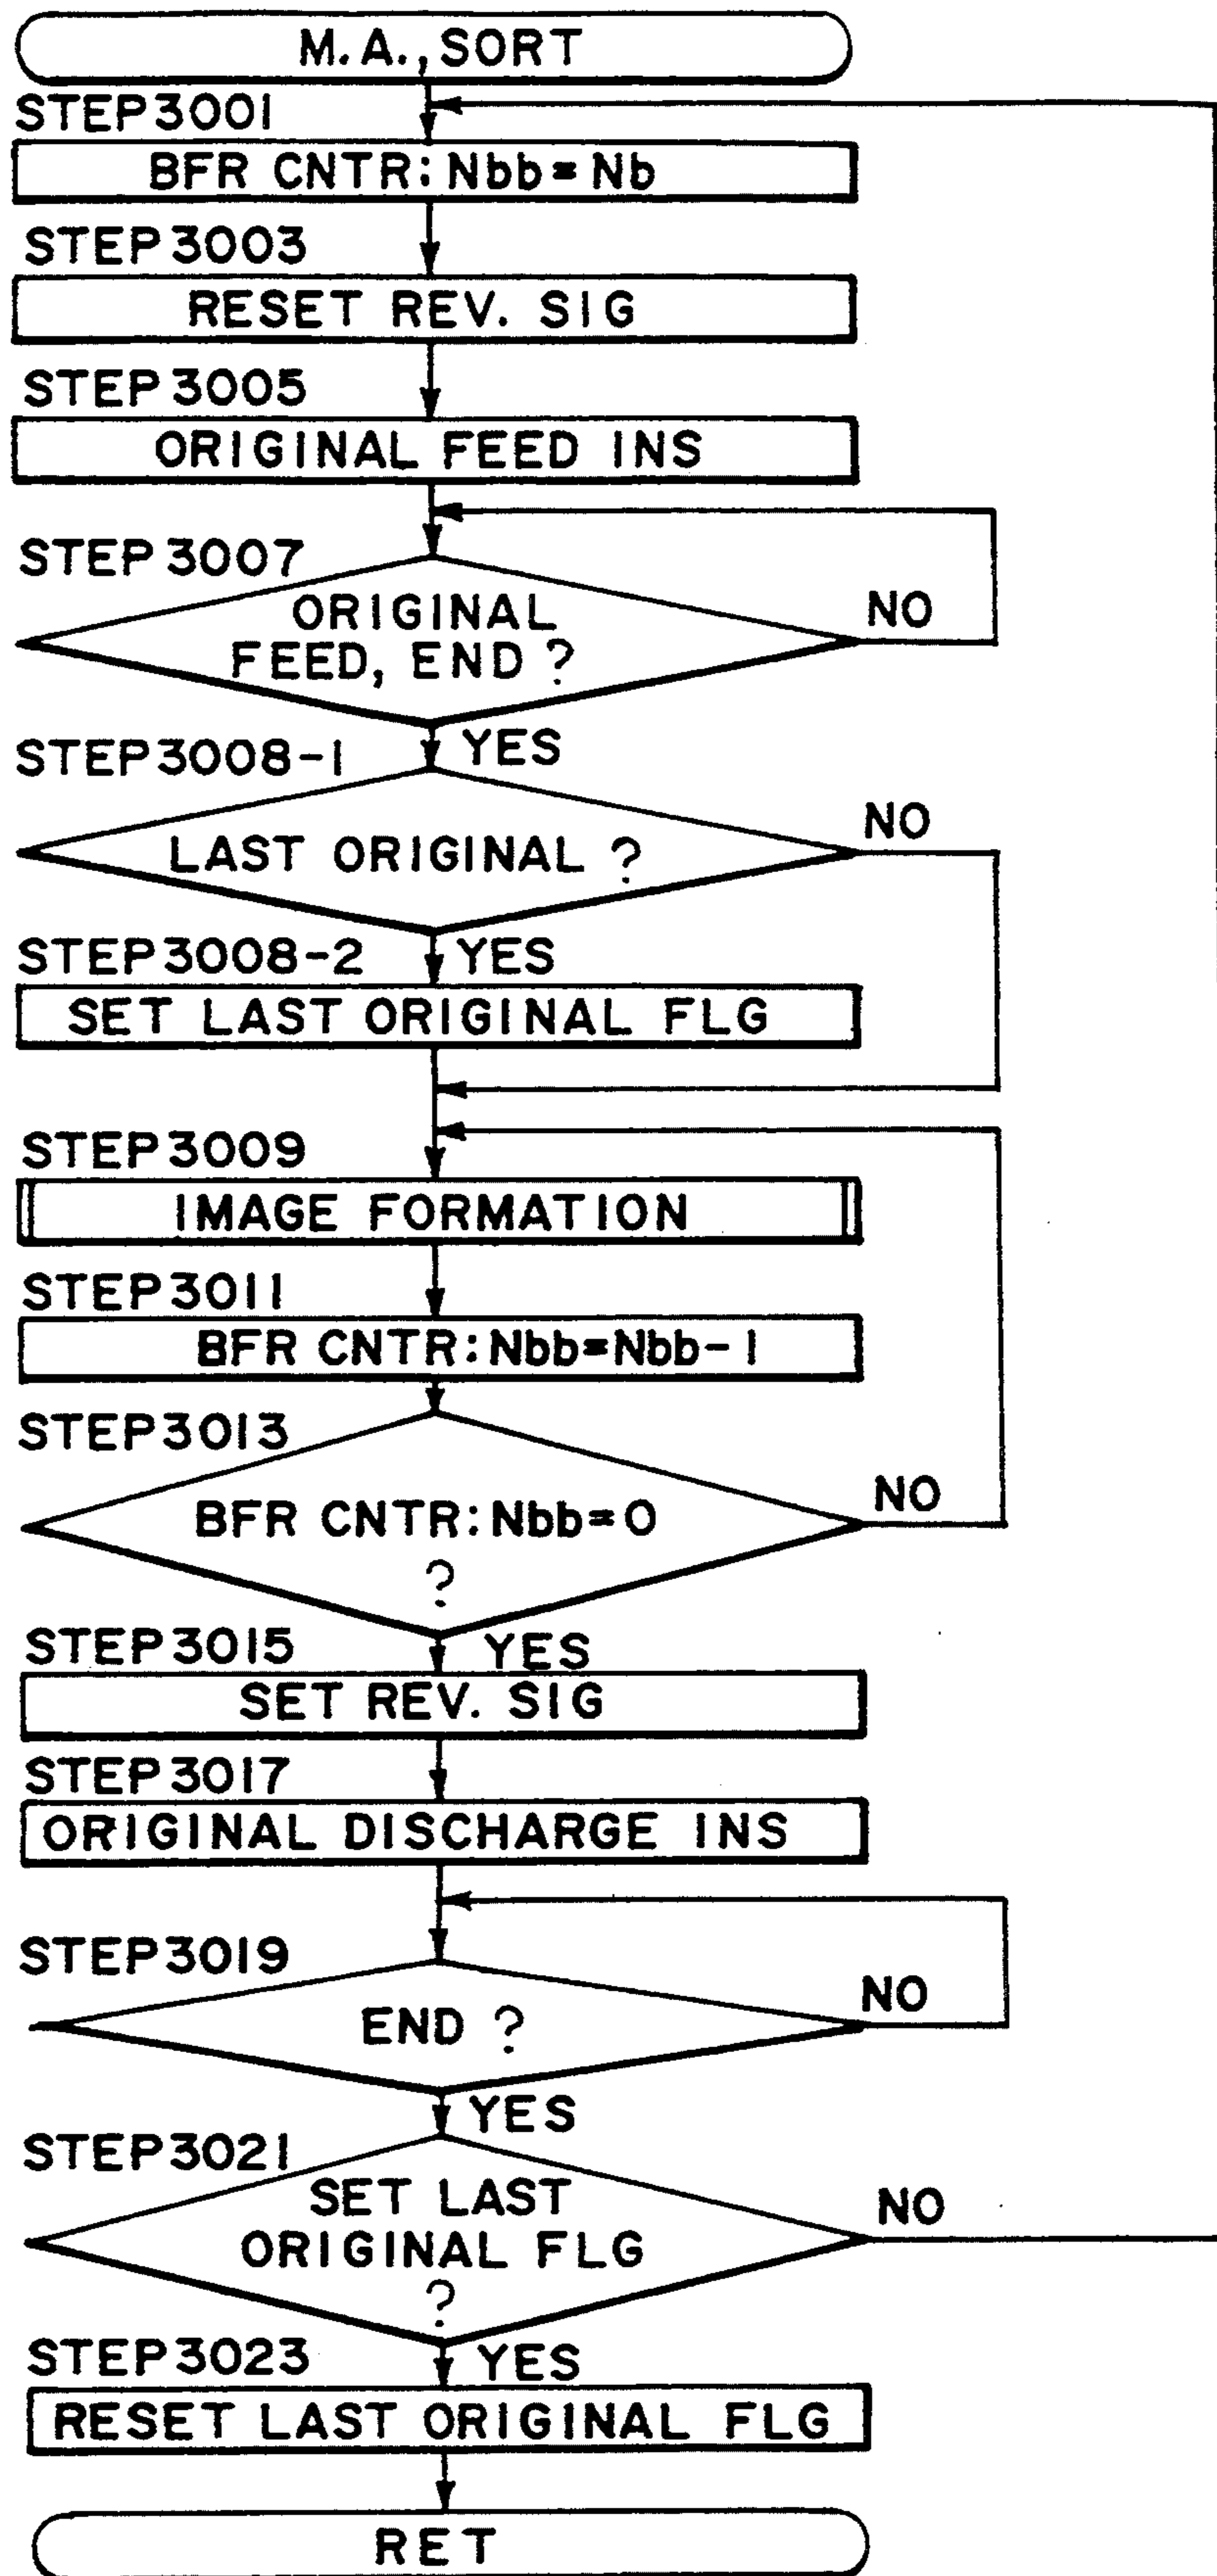 M.A.,SORT
STEP3001
BFR CNTR:Nbb=Nb
STEP3003
RESET REV. SIG
STEP3005
ORIGINAL FEED INS
STEP3007
ORIGINAL
FEED, END ?
NO
YES
STEP3008-1
LAST ORIGINAL ?
NO
STEP3008-2
YES
SET LAST ORIGINAL FLG
STEP3009
IMAGE FORMATION
STEP3011
BFR CNTR:Nbb=Nbb-1
STEP3013
BFR CNTR:Nbb=0
?
NO
STEP3015
YES
SET REV. SIG
STEP3017
ORIGINAL DISCHARGE INS
STEP3019
END ?
NO
YES
STEP3021
SET LAST
ORIGINAL FLG
?
NO
STEP3023
YES
RESET LAST ORIGINAL FLG
RET